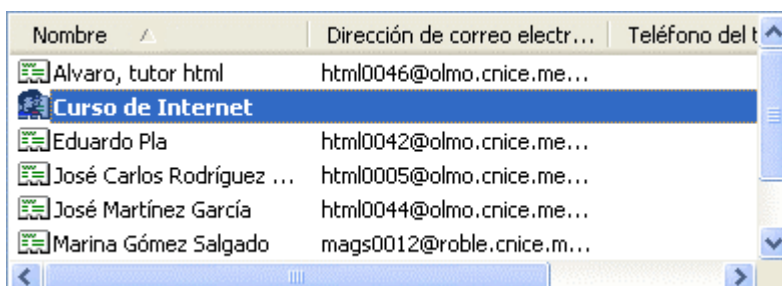 Nombre Dirección de correo electr... Teléfono del t
Alvaro, tutor html html0046@olmo.cnice.me...
Curso de Internet
Eduardo Pla html0042@olmo.cnice.me...
José Carlos Rodríguez ... html0005@olmo.cnice.me...
José Martínez García html0044@olmo.cnice.me...
Marina Gómez Salgado mags0012@roble.cnice.m...